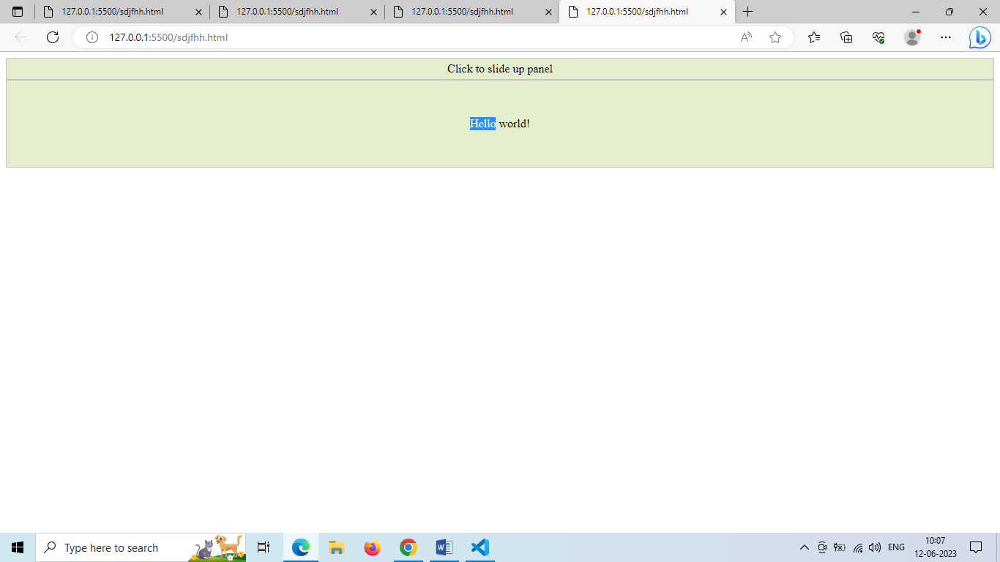 127.0.0.1:5500/sdjfhh.html
127.0.0.1:5500/sdjfhh.html
127.0.0.1:5500/sdjfhh.html
127.0.0.1:5500/sdjfhh.html
127.0.0.1:5500/sdjfhh.html
Click to slide up panel
Hello world!
Type here to search
ENG
10:07
12-06-2023